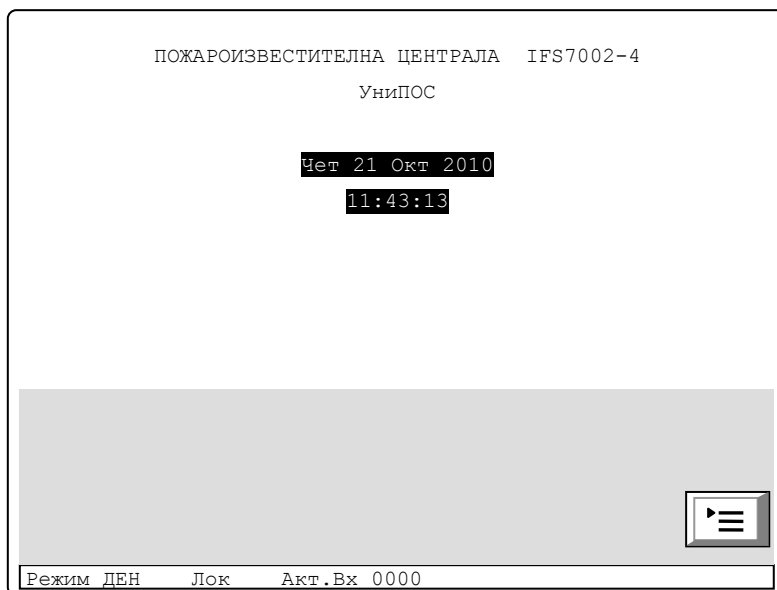 ПОЖАРОИЗВЕСТИТЕЛНА ЦЕНТРАЛА IFS7002-4
УниПОС
Чет 21 Окт 2010
11:43:13
Режим ДЕН Лок Акт.Вх 0000